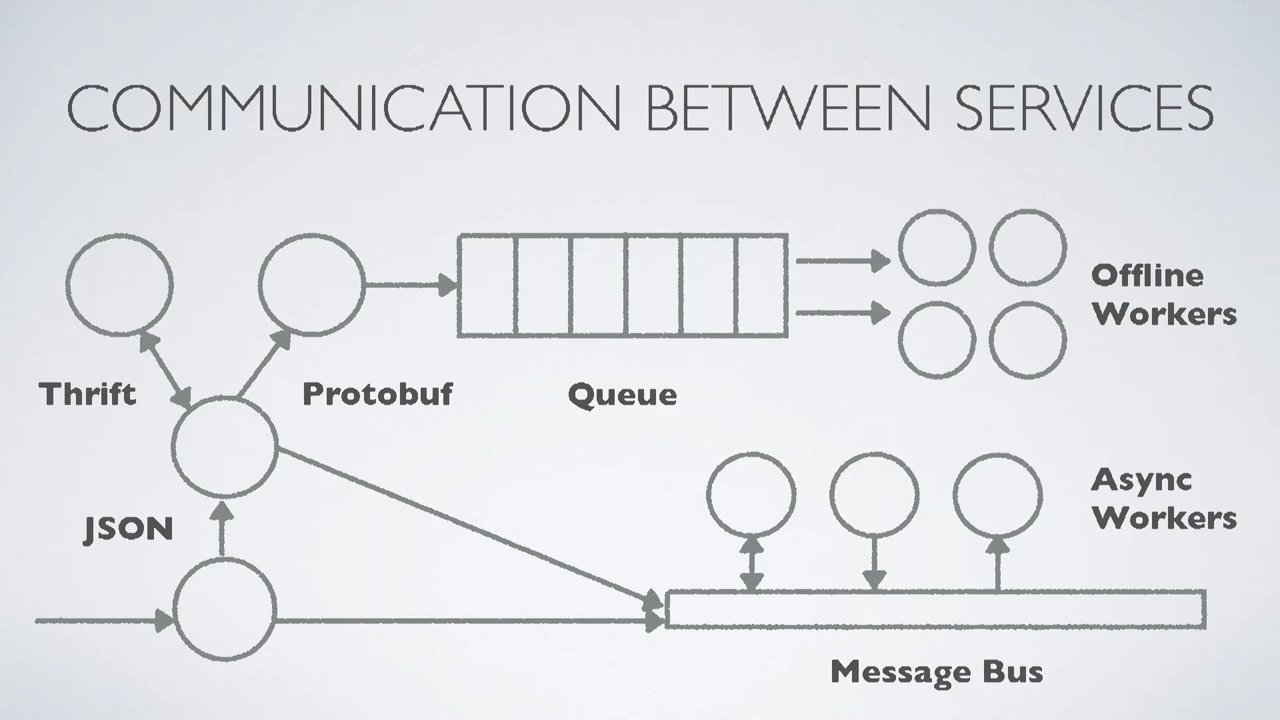 COMMUNICATION BETWEEN SERVICES
Offline
Workers
Thrift
Protobuf
Queue
Async
Workers
JSON
Message Bus